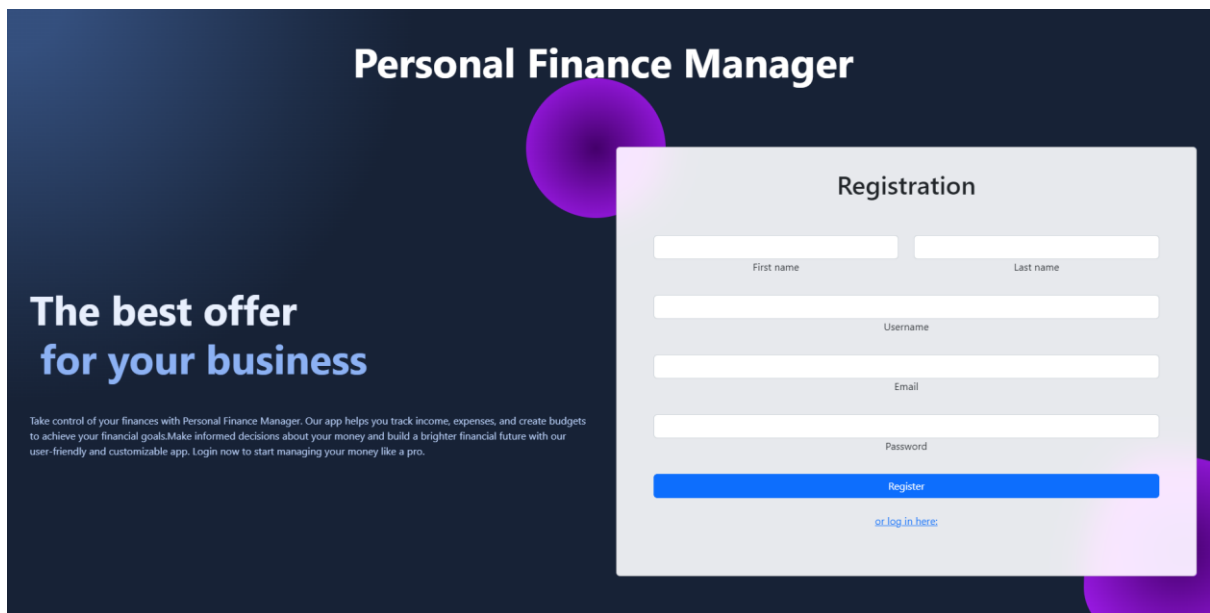 Personal Finance Manager
The best offer
for your business
Take control of your finances with Personal Finance Manager. Our app helps you track income, expenses, and create budgets
to achieve your financial goals.Make informed decisions about your money and build a brighter financial future with our
user-friendly and customizable app. Login now to start managing your money like a pro.
Registration
First name
Last name
Username
Email
Password
Register
or log in here: